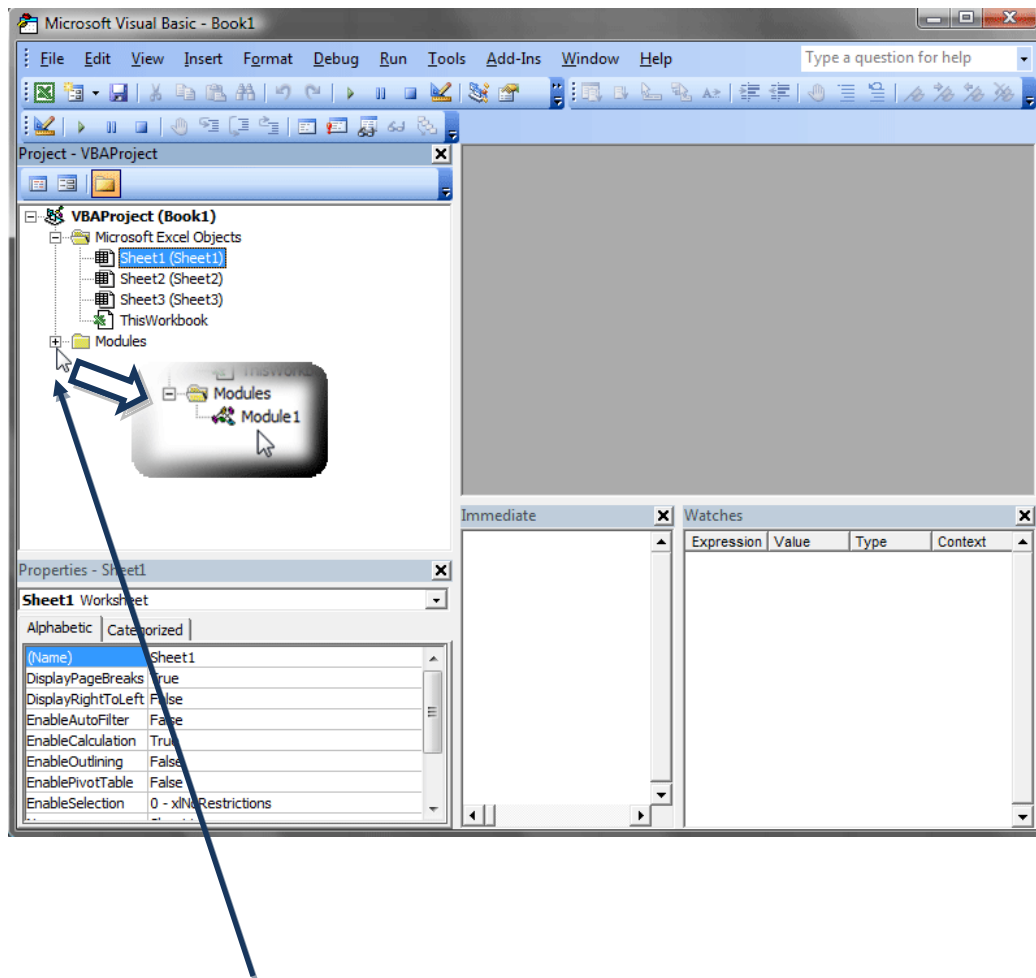 Microsoft Visual Basic - Book1
File Edit View Insert Format Debug Run Tools Add-Ins Window Help Type a question for help
Project - VBAProject
VBAProject (Book1)
Microsoft Excel Objects
Sheet1 (Sheet1)
Sheet2 (Sheet2)
Sheet3 (Sheet3)
ThisWorkbook
Modules
Modules
Module1
Immediate
Watches
Expression Value Type Context
Properties - Sheet1
Sheet1 Worksheet
Alphabetic Categorized
(Name) Sheet1
DisplayPageBreaks True
DisplayRightToLeft False
EnableAutoFilter False
EnableCalculation True
EnableOutlining False
EnablePivotTable False
EnableSelection 0 - xlNoRestrictions